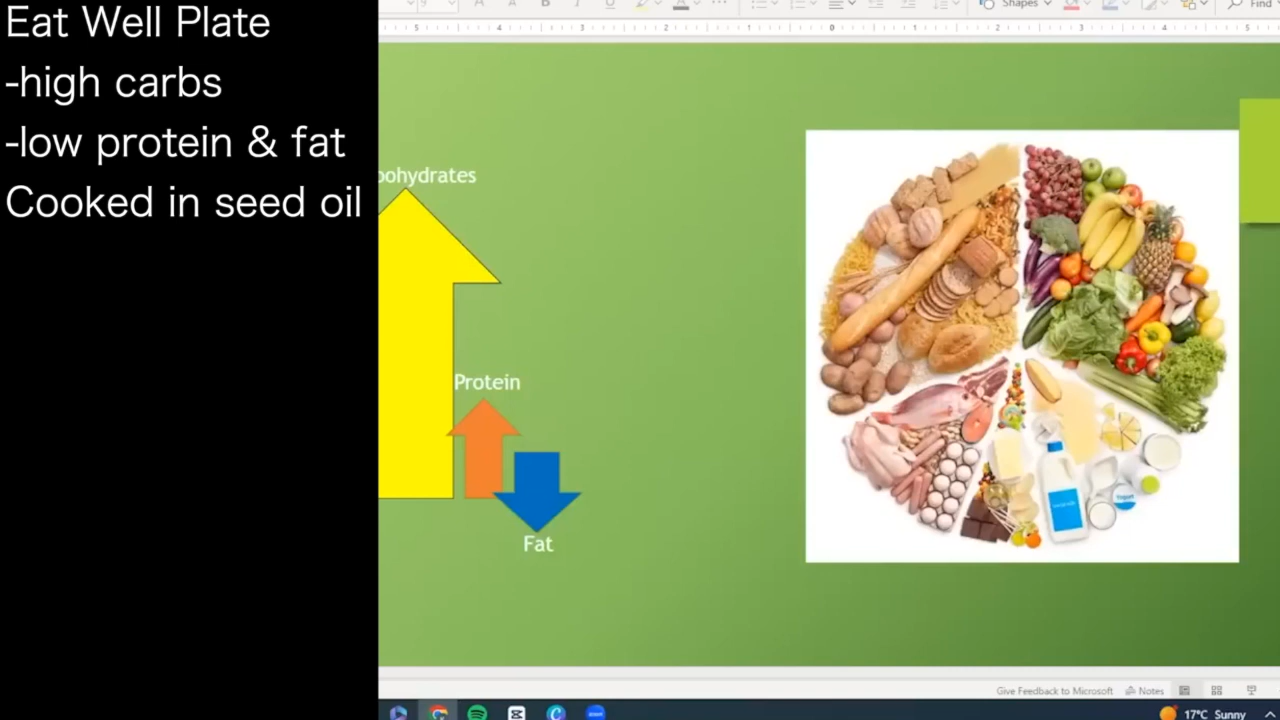 Eat Well Plate
-high carbs
-low protein & fat
Cooked in seed oil
Shapes
Find
bohydrates
Protein
Fat
Give Feedback to Microsoft
Notes
17°C Sunny